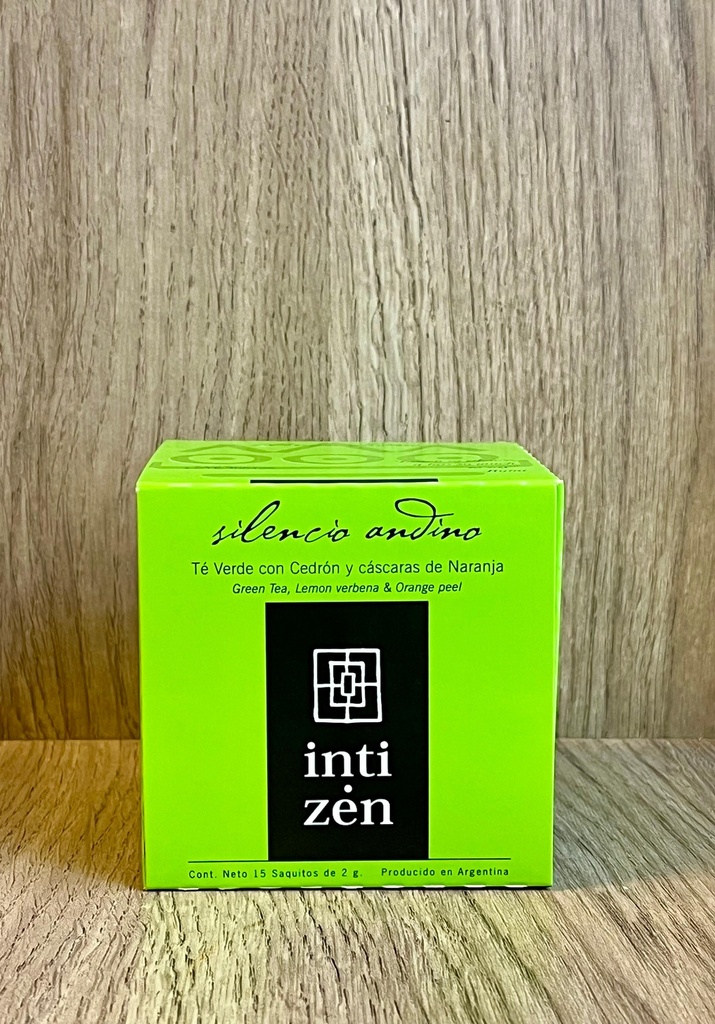 silencio andino
Té Verde con Cedrón y cáscaras de Naranja
Green Tea, Lemon verbena & Orange peel
inti
zen
Cont. Neto 15 Saquitos de 2 g. Producido en Argentina